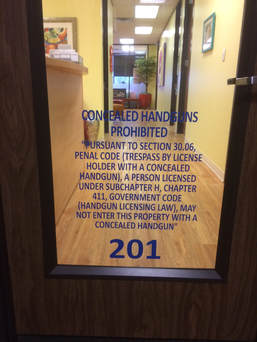 CONCEALED HANDGUNS
PROHIBITED
"PURSUANT TO SECTION 30.06,
PENAL CODE (TRESPASS BY LICENSE
HOLDER WITH A CONCEALED
HANDGUN), A PERSON LICENSED
UNDER SUBCHAPTER H, CHAPTER
411, GOVERNMENT CODE
(HANDGUN LICENSING LAW), MAY
NOT ENTER THIS PROPERTY WITH A
CONCEALED HANDGUN"
201